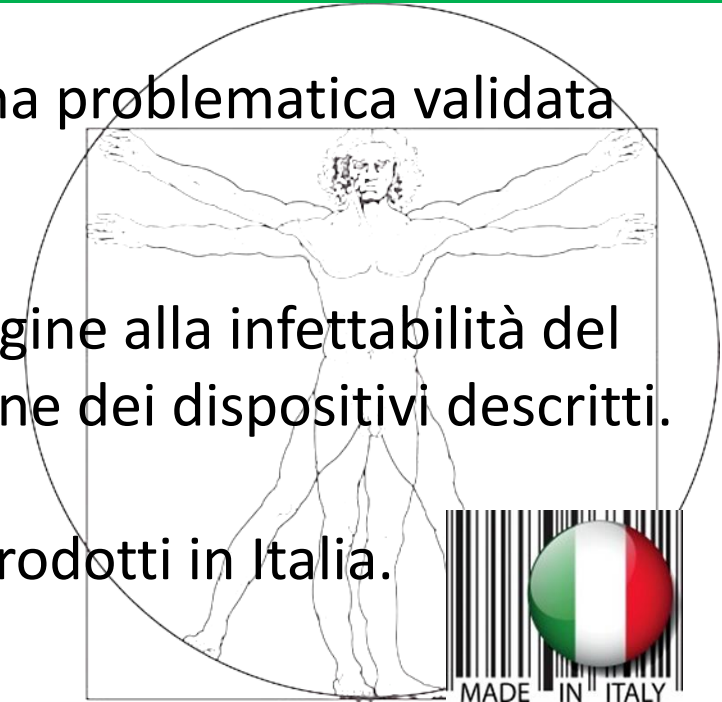 na problematica validata
gine alla infettabilità del
ne dei dispositivi descritti.
rodotti in Italia.
MADE IN ITALY